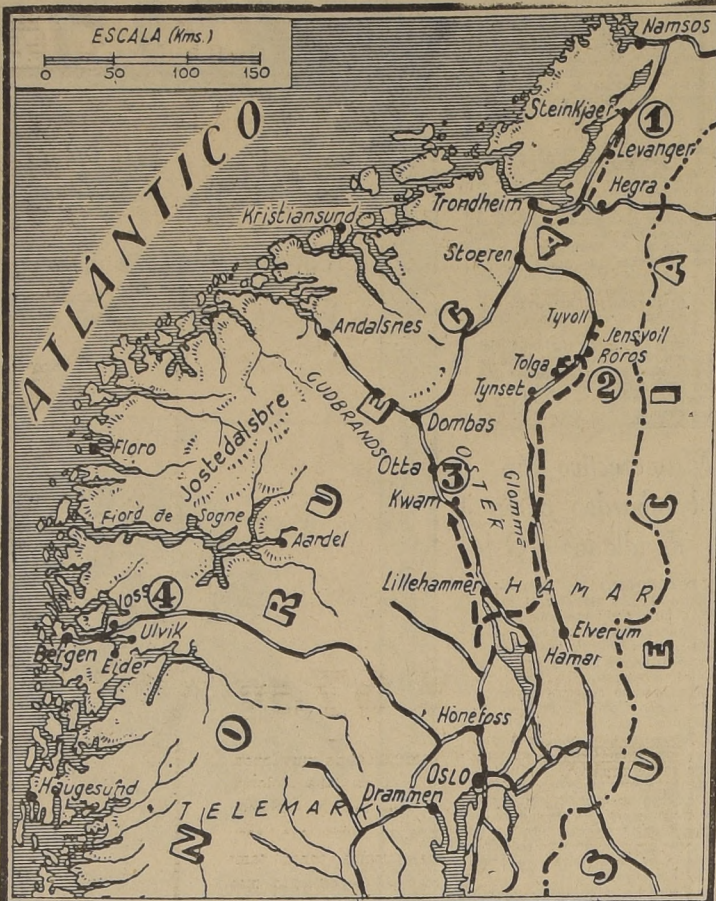 ESCALA (Kms.)
0 50 100 150
ATLÁNTICO
Namsos
SteinKjaer
1
Levanger
Hegra
Trondheim
Kristiansund
Stoeren
Andalsnes
Tyvoll
Jensvoll
Röros
Tolga
2
Tynset
GUDBRANDS
Dombas
Jostedalsbre
Floro
Otta
3
OSTER
Kwam
Glomma
Fiord de Sogne
Aardel
Lillehammer
HAMAR
4
Ulvik
Bergen
Eide
Elverum
Hamar
Hönefoss
Haugesund
OSLO
Drammen
TELEMARK
NORUEGA
SUECIA